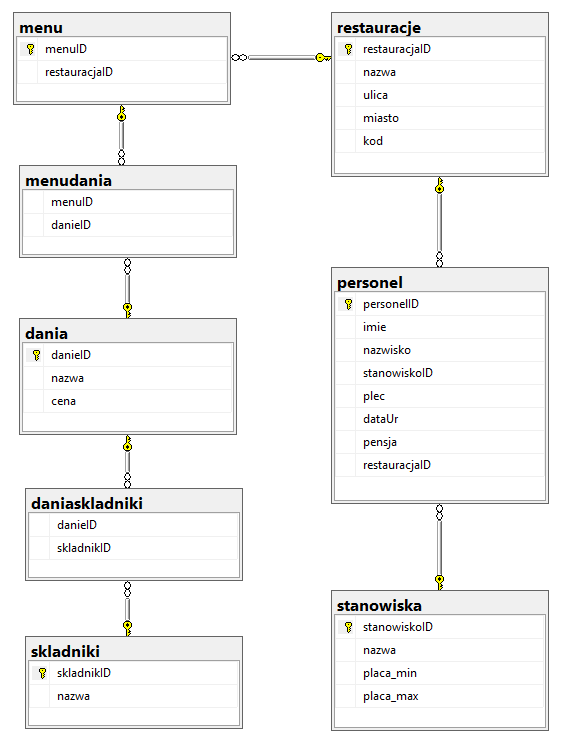 menu
menuID
restauracjaID
restauracje
restauracjaID
nazwa
ulica
miasto
kod
menudania
menuID
danieID
personel
personelID
imie
nazwisko
stanowiskoID
plec
dataUr
pensja
restauracjaID
dania
danieID
nazwa
cena
daniaskladniki
danieID
skladnikID
stanowiska
stanowiskoID
nazwa
placa_min
placa_max
skladniki
skladnikID
nazwa